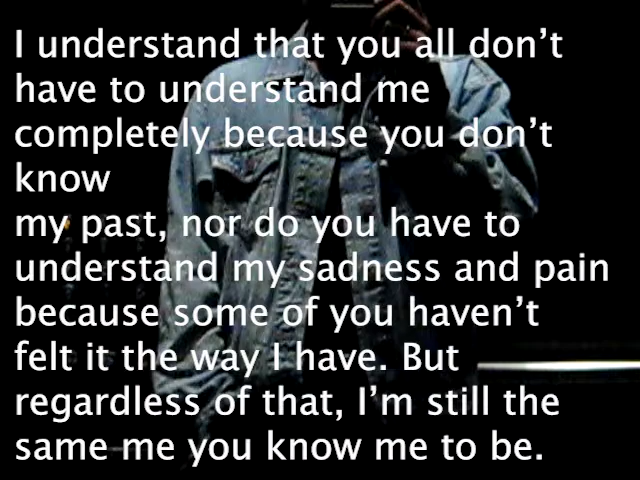 I understand that you all don’t
have to understand me
completely because you don’t
know
my past, nor do you have to
understand my sadness and pain
because some of you haven’t
felt it the way I have. But
regardless of that, I’m still the
same me you know me to be.